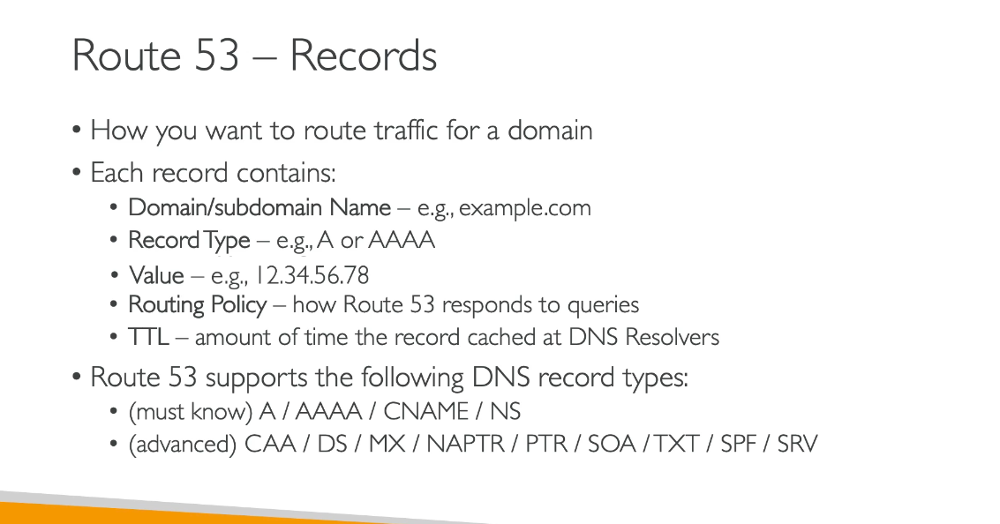 Route 53 – Records
• How you want to route traffic for a domain
• Each record contains:
• Domain/subdomain Name – e.g., example.com
• Record Type – e.g., A or AAAA
• Value – e.g., 12.34.56.78
• Routing Policy – how Route 53 responds to queries
• TTL – amount of time the record cached at DNS Resolvers
• Route 53 supports the following DNS record types:
• (must know) A / AAAA / CNAME / NS
• (advanced) CAA / DS / MX / NAPTR / PTR / SOA / TXT / SPF / SRV